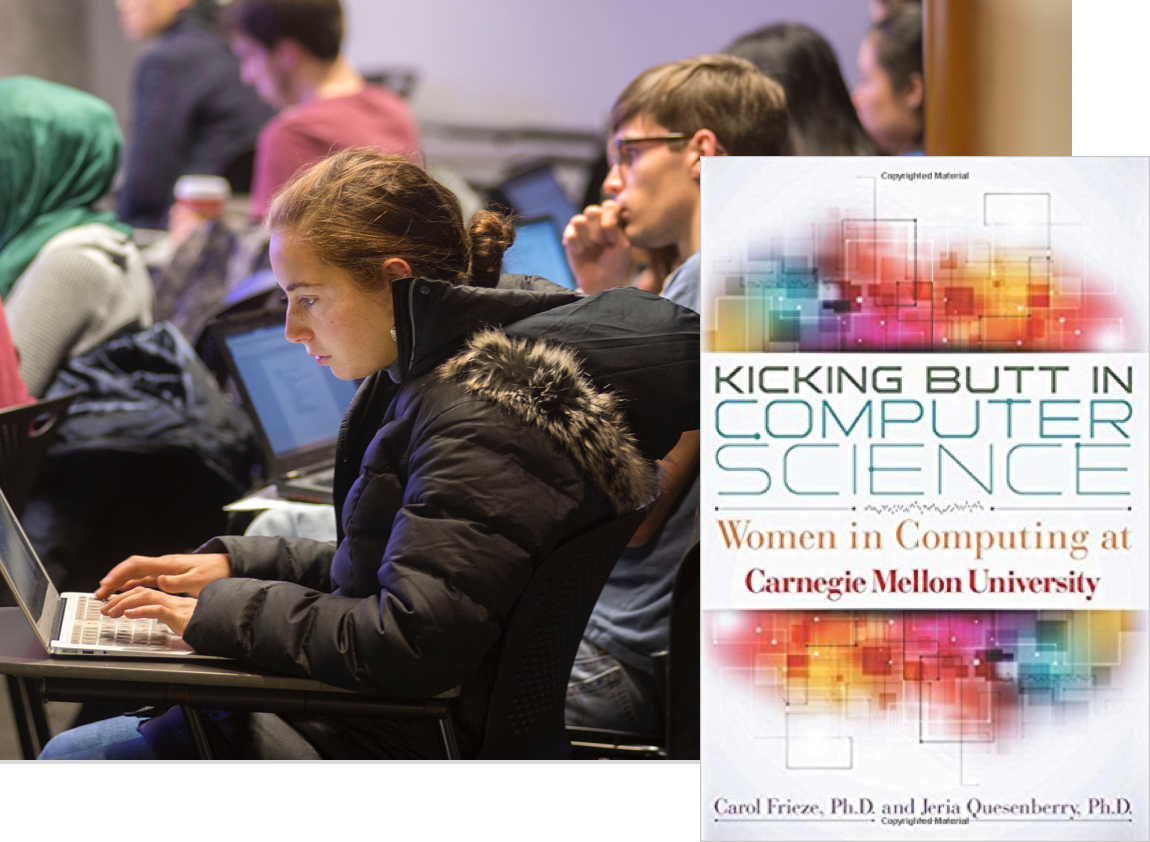 Copyrighted Material
KICKING BUTT IN
COMPUTER
SCIENCE
Women in Computing at
Carnegie Mellon University
Carol Frieze, Ph.D. and Jeria Quesenberry, Ph.D.
Copyrighted Material